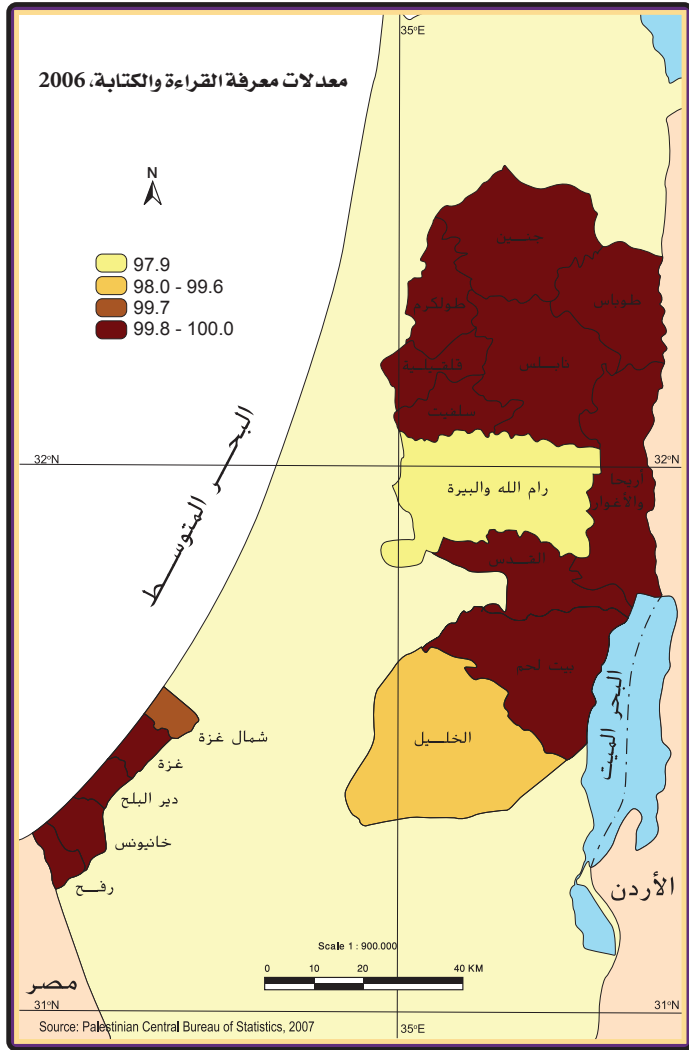 35°E
معدلات معرفة القراءة والكتابة، 2006
N
97.9
98.0 - 99.6
99.7
99.8 - 100.0
جنين
طولكرم
طوباس
قلقيلية
نابلس
سلفيت
البحر المتوسط
32°N
32°N
رام الله والبيرة
أريحا
والأغوار
القدس
بيت لحم
البحر الميت
الخليل
شمال غزة
غزة
دير البلح
خانيونس
رفح
الأردن
مصر
Scale 1 : 900.000
0 10 20 40 KM
31°N
31°N
Source: Palestinian Central Bureau of Statistics, 2007
35°E